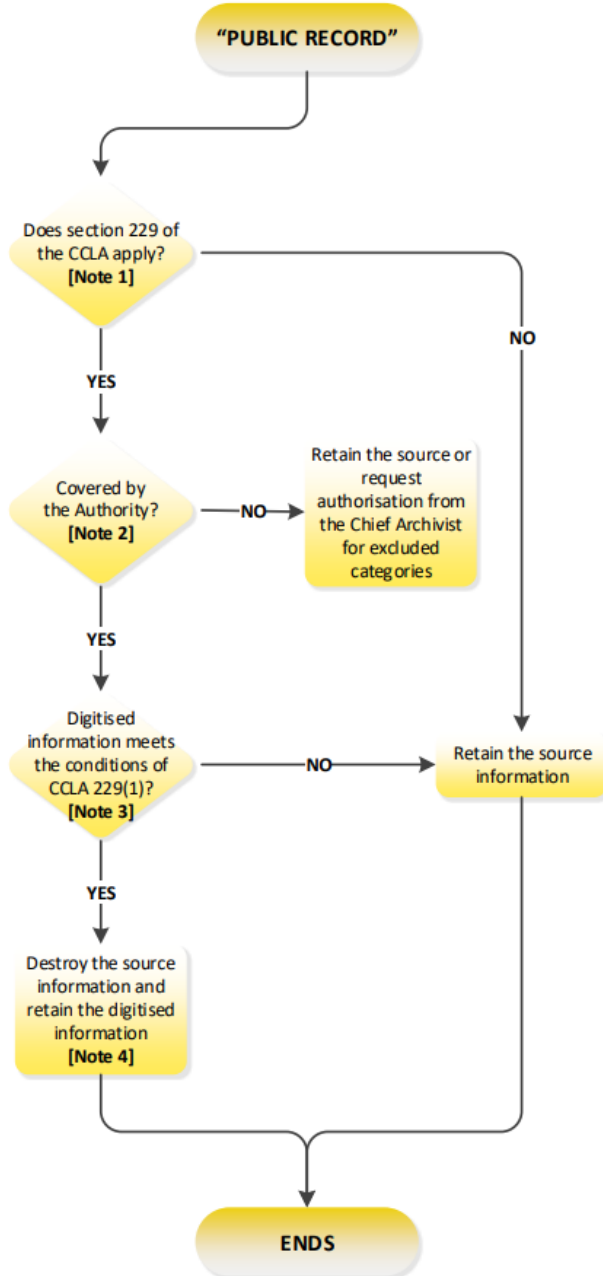 “PUBLIC RECORD”
Does section 229 of
the CCLA apply?
[Note 1]
NO
YES
Covered by
the Authority?
[Note 2]
NO
Retain the source or
request
authorisation from
the Chief Archivist
for excluded
categories
YES
Digitised
information meets
the conditions of
CCLA 229(1)?
[Note 3]
NO
Retain the source
information
YES
Destroy the source
information and
retain the digitised
information
[Note 4]
ENDS